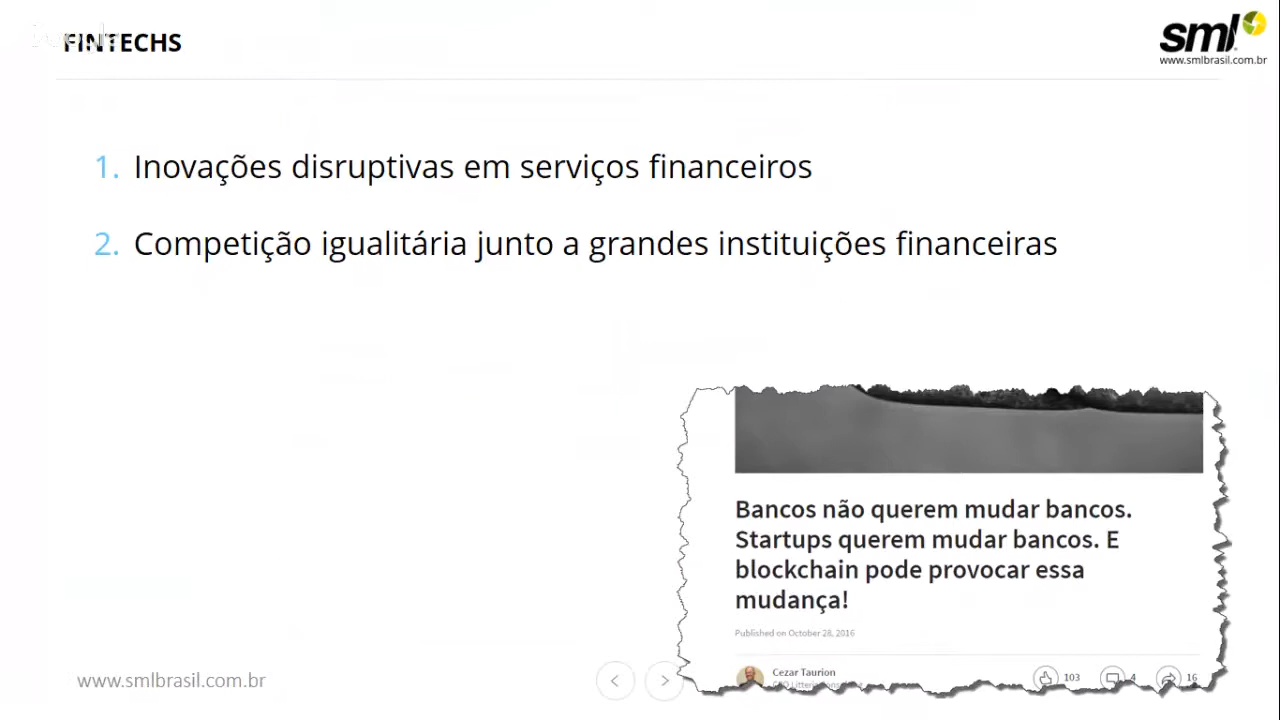 FINTECHS
sml
www.smlbrasil.com.br
1. Inovações disruptivas em serviços financeiros
2. Competição igualitária junto a grandes instituições financeiras
Bancos não querem mudar bancos.
Startups querem mudar bancos. E
blockchain pode provocar essa
mudança!
Published on October 28, 2016
Cezar Taurion
103
4
16
www.smlbrasil.com.br